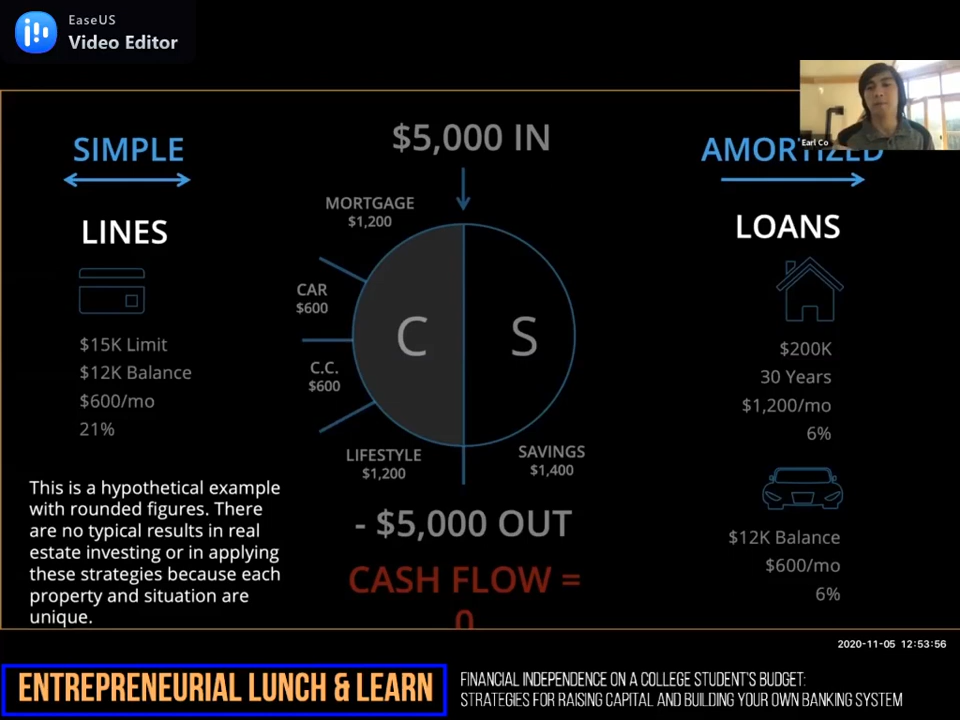 EaseUS
Video Editor
'Earl Co
SIMPLE
$5,000 IN
AMORTIZED
LINES
LOANS
MORTGAGE
$1,200
CAR
$600
C.C.
$600
C
S
LIFESTYLE
$1,200
SAVINGS
$1,400
$15K Limit
$12K Balance
$600/mo
21%
$200K
30 Years
$1,200/mo
6%
$12K Balance
$600/mo
6%
This is a hypothetical example
with rounded figures. There
are no typical results in real
estate investing or in applying
these strategies because each
property and situation are
unique.
- $5,000 OUT
CASH FLOW =
0
2020-11-05 12:53:56
ENTREPRENEURIAL LUNCH & LEARN
FINANCIAL INDEPENDENCE ON A COLLEGE STUDENT'S BUDGET:
STRATEGIES FOR RAISING CAPITAL AND BUILDING YOUR OWN BANKING SYSTEM